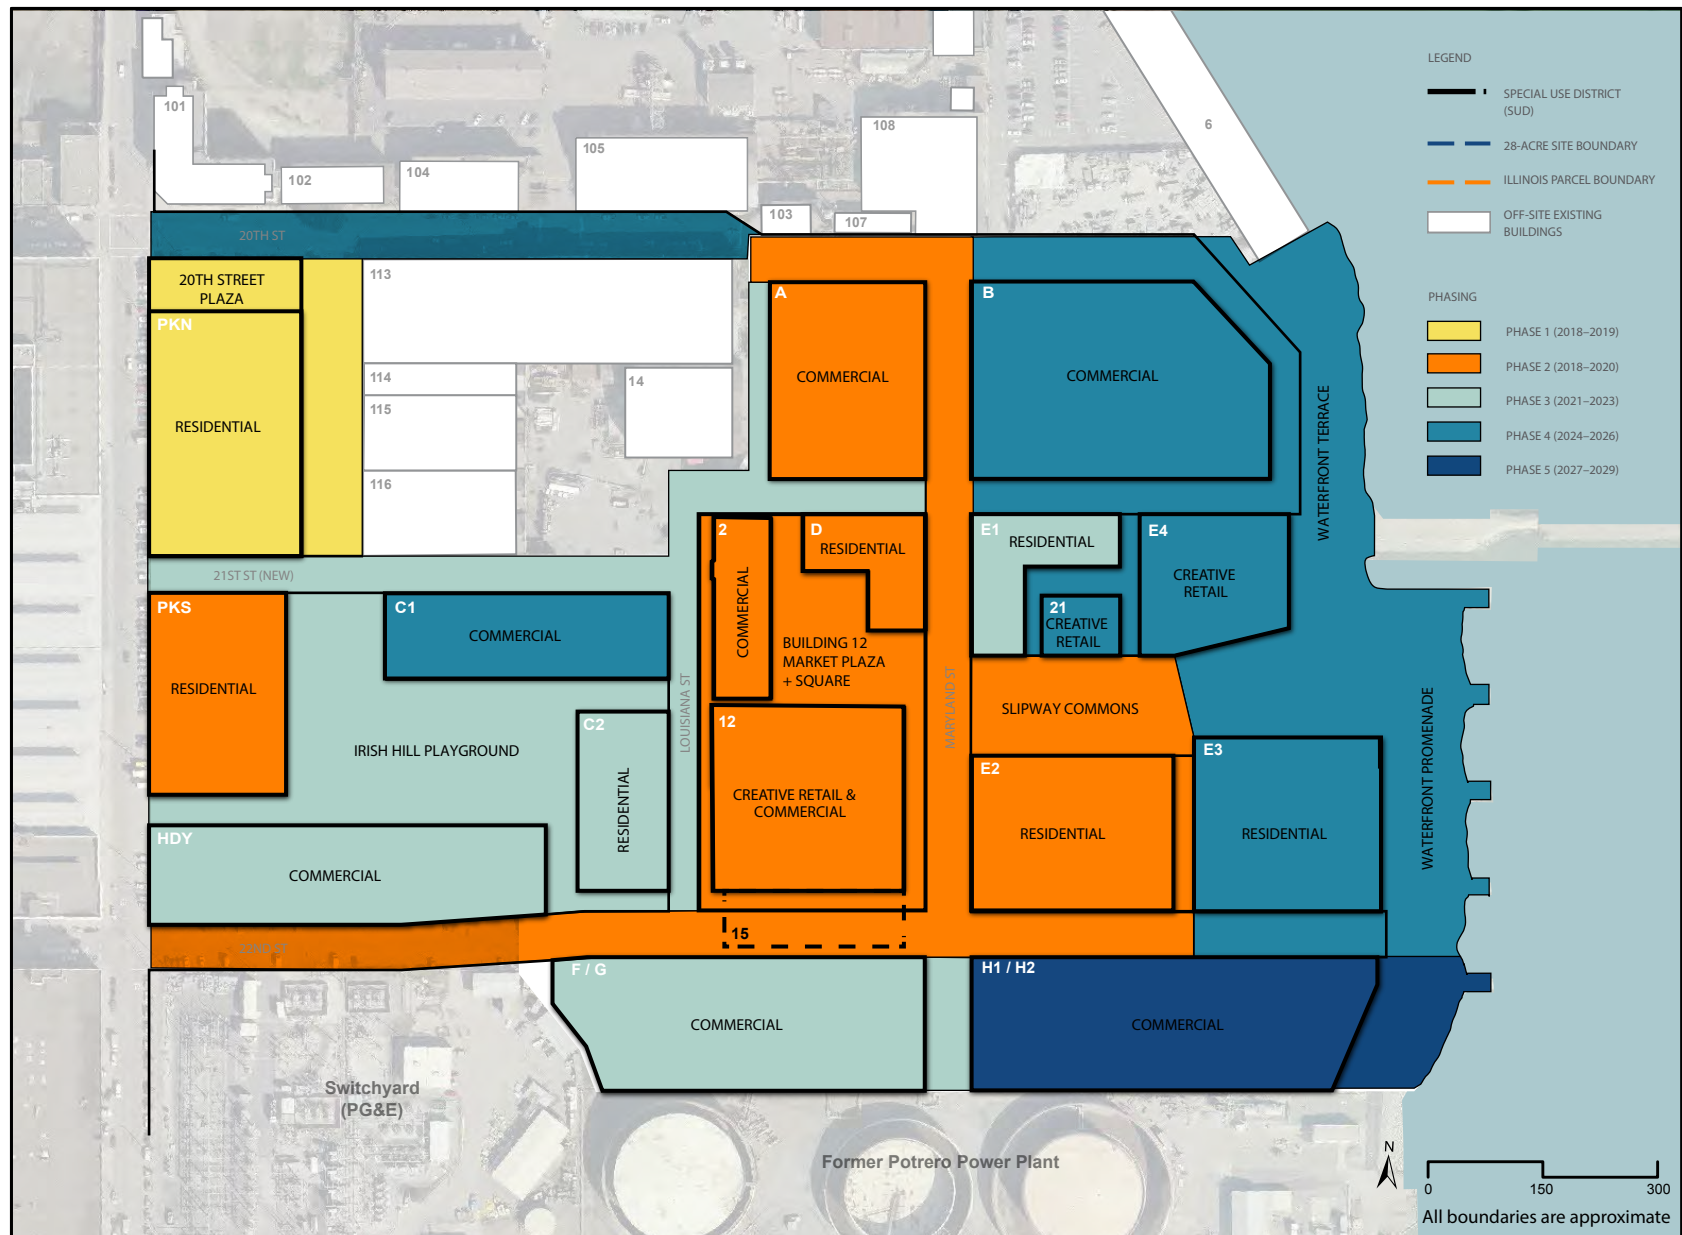 LEGEND
SPECIAL USE DISTRICT
(SUD)
28-ACRE SITE BOUNDARY
ILLINOIS PARCEL BOUNDARY
OFF-SITE EXISTING
BUILDINGS
PHASING
PHASE 1 (2018–2019)
PHASE 2 (2018–2020)
PHASE 3 (2021–2023)
PHASE 4 (2024–2026)
PHASE 5 (2027–2029)
101
102
104
105
108
6
103
107
20TH ST
20TH STREET
PLAZA
113
PKN
RESIDENTIAL
114
115
116
14
A
COMMERCIAL
B
COMMERCIAL
WATERFRONT TERRACE
21ST ST (NEW)
2
COMMERCIAL
D
RESIDENTIAL
E1
RESIDENTIAL
E4
CREATIVE
RETAIL
21
CREATIVE
RETAIL
PKS
RESIDENTIAL
C1
COMMERCIAL
BUILDING 12
MARKET PLAZA
+ SQUARE
LOUISIANA ST
MARYLAND ST
SLIPWAY COMMONS
WATERFRONT PROMENADE
IRISH HILL PLAYGROUND
C2
RESIDENTIAL
12
CREATIVE RETAIL &
COMMERCIAL
E2
RESIDENTIAL
E3
RESIDENTIAL
HDY
COMMERCIAL
22ND ST
15
F / G
COMMERCIAL
H1 / H2
COMMERCIAL
Switchyard
(PG&E)
Former Potrero Power Plant
N
0
150
300
All boundaries are approximate